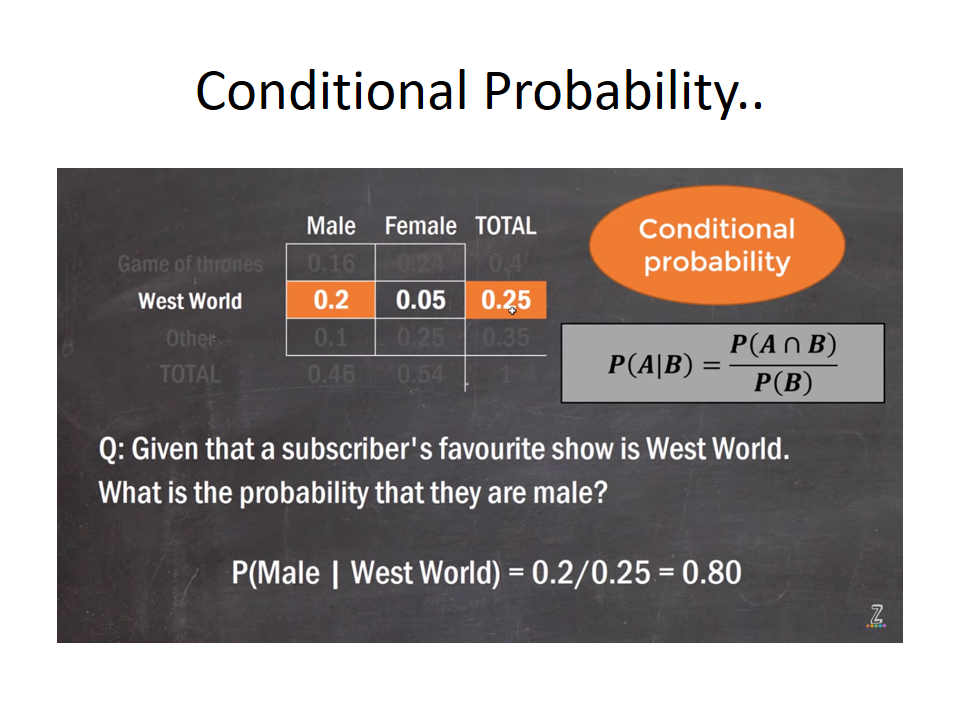 Conditional Probability..
Male Female TOTAL
Game of thrones 0.16 0.24 0.4
West World 0.2 0.05 0.25
Other 0.1 0.25 0.35
TOTAL 0.46 0.54 1
Conditional
probability
P(A|B) = P(A ∩ B) / P(B)
Q: Given that a subscriber's favourite show is West World.
What is the probability that they are male?
P(Male | West World) = 0.2/0.25 = 0.80
Z